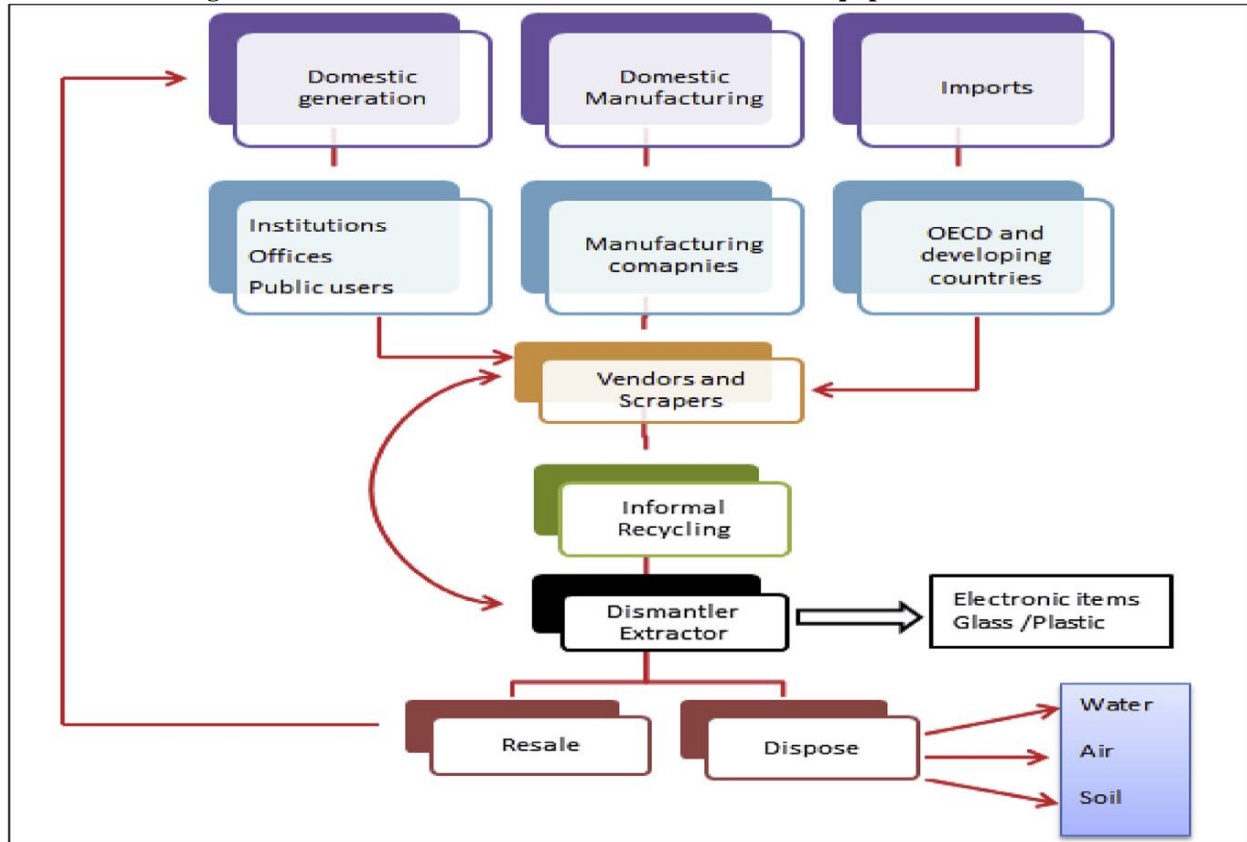 Domestic
generation
Domestic
Manufacturing
Imports
Institutions
Offices
Public users
Manufacturing
comapnies
OECD and
developing
countries
Vendors and
Scrapers
Informal
Recycling
Dismantler
Extractor
Electronic items
Glass /Plastic
Resale
Dispose
Water
Air
Soil